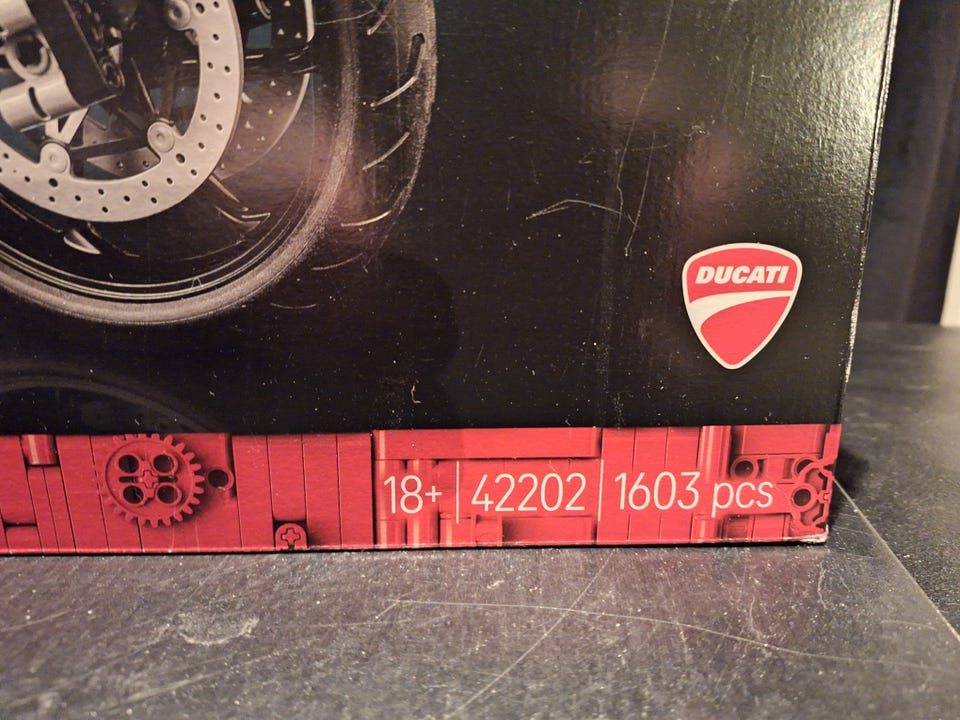 DUCATI
18+ | 42202 | 1603 pcs